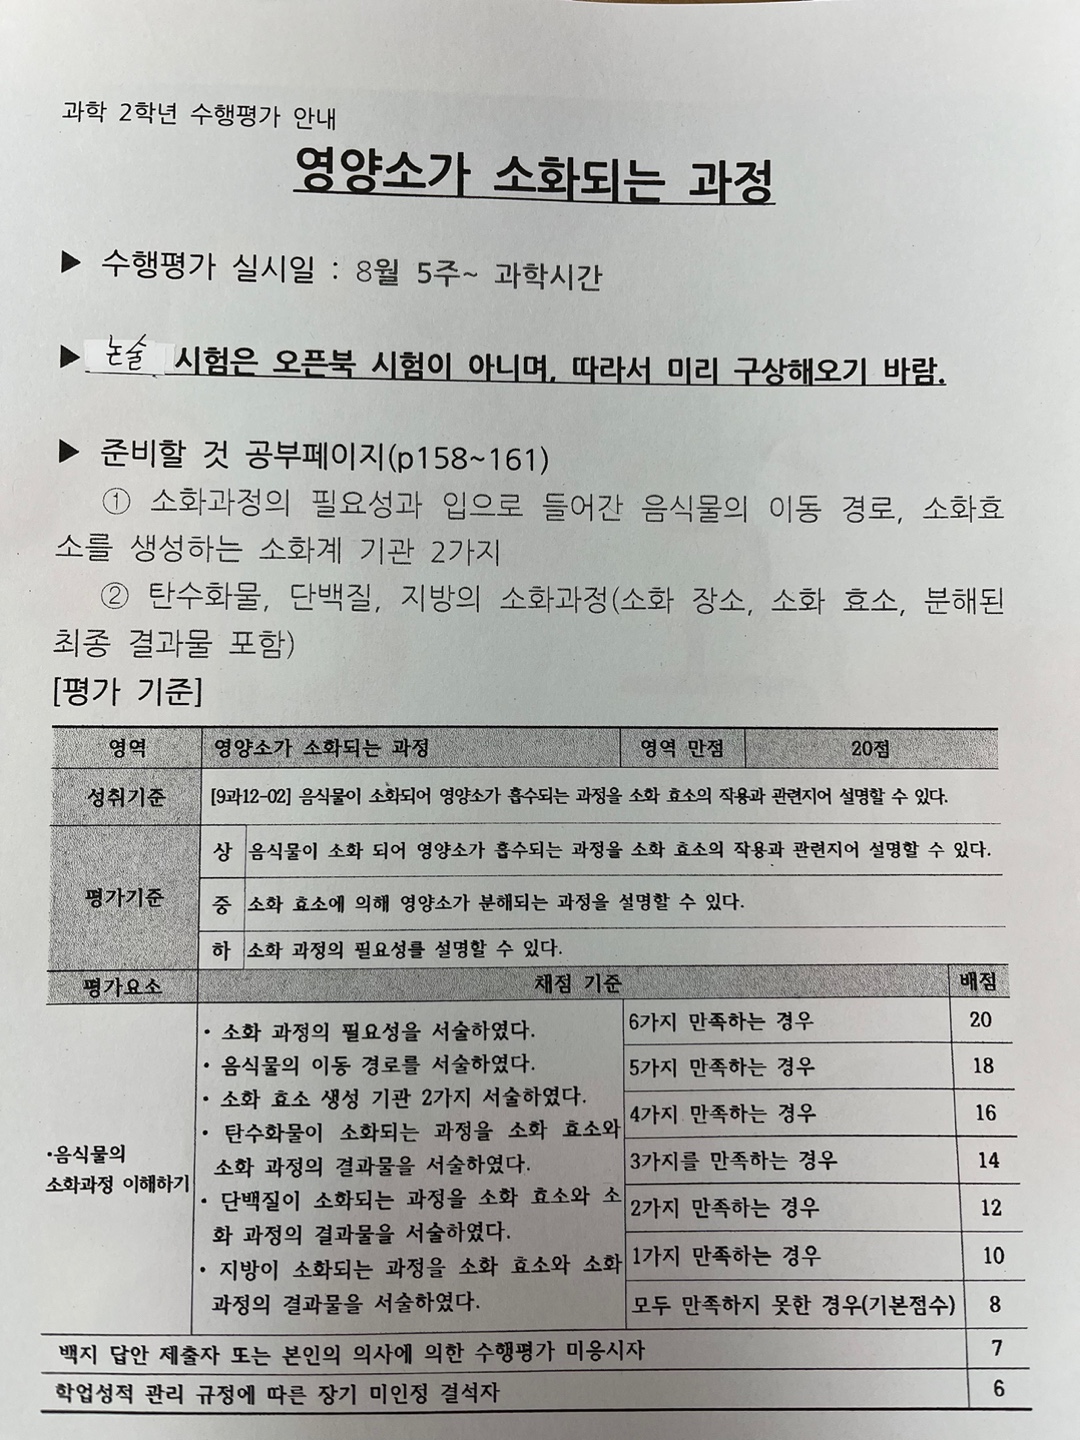 과학 2학년 수행평가 안내
영양소가 소화되는 과정
▶ 수행평가 실시일 : 8월 5주~ 과학시간
▶ 논술 시험은 오픈북 시험이 아니며, 따라서 미리 구상해오기 바람.
▶ 준비할 것 공부페이지(p158~161)
① 소화과정의 필요성과 입으로 들어간 음식물의 이동 경로, 소화효
소를 생성하는 소화계 기관 2가지
② 탄수화물, 단백질, 지방의 소화과정(소화 장소, 소화 효소, 분해된
최종 결과물 포함)
[평가 기준]
영역 영양소가 소화되는 과정 영역 만점 20점
성취기준 [9과12-02] 음식물이 소화되어 영양소가 흡수되는 과정을 소화 효소의 작용과 관련지어 설명할 수 있다.
평가기준
상 음식물이 소화 되어 영양소가 흡수되는 과정을 소화 효소의 작용과 관련지어 설명할 수 있다.
중 소화 효소에 의해 영양소가 분해되는 과정을 설명할 수 있다.
하 소화 과정의 필요성를 설명할 수 있다.
평가요소 채점 기준 배점
•음식물의
소화과정 이해하기
• 소화 과정의 필요성을 서술하였다.
• 음식물의 이동 경로를 서술하였다.
• 소화 효소 생성 기관 2가지 서술하였다.
• 탄수화물이 소화되는 과정을 소화 효소와
소화 과정의 결과물을 서술하였다.
• 단백질이 소화되는 과정을 소화 효소와 소
화 과정의 결과물을 서술하였다.
• 지방이 소화되는 과정을 소화 효소와 소화
과정의 결과물을 서술하였다.
6가지 만족하는 경우 20
5가지 만족하는 경우 18
4가지 만족하는 경우 16
3가지를 만족하는 경우 14
2가지 만족하는 경우 12
1가지 만족하는 경우 10
모두 만족하지 못한 경우(기본점수) 8
백지 답안 제출자 또는 본인의 의사에 의한 수행평가 미응시자 7
학업성적 관리 규정에 따른 장기 미인정 결석자 6